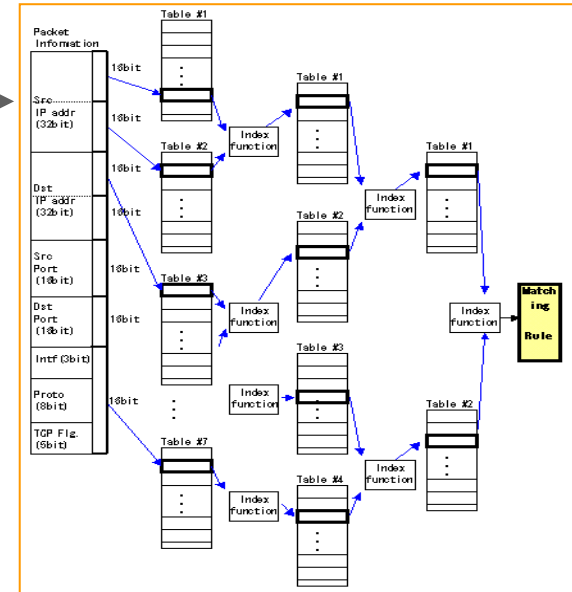 Packet
Information
Src
IP addr
(32bit)
Dst
IP addr
(32bit)
Src
Port
(16bit)
Dst
Port
(16bit)
Intf(3bit)
Proto
(8bit)
TCP Flg.
(5bit)
16bit
16bit
16bit
16bit
16bit
16bit
16bit
Table #1
Table #2
Table #3
Table #7
Index
function
Index
function
Index
function
Index
function
Table #1
Table #2
Table #3
Table #4
Index
function
Index
function
Table #1
Table #2
Index
function
Match
ing
Rule